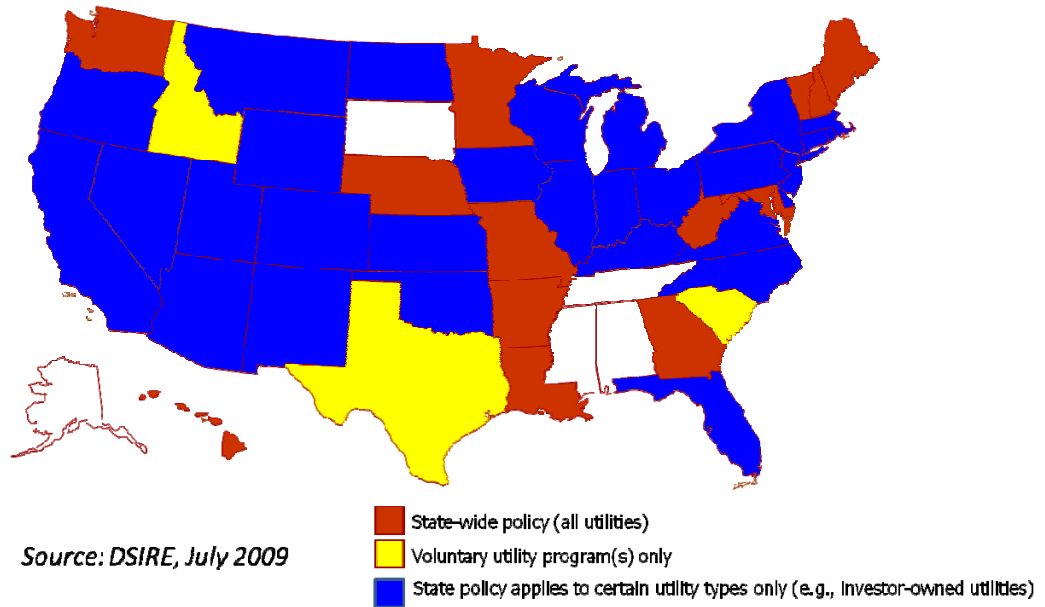 State-wide policy (all utilities)
Source: DSIRE, July 2009
Voluntary utility program(s) only
State policy applies to certain utility types only (e.g., investor-owned utilities)